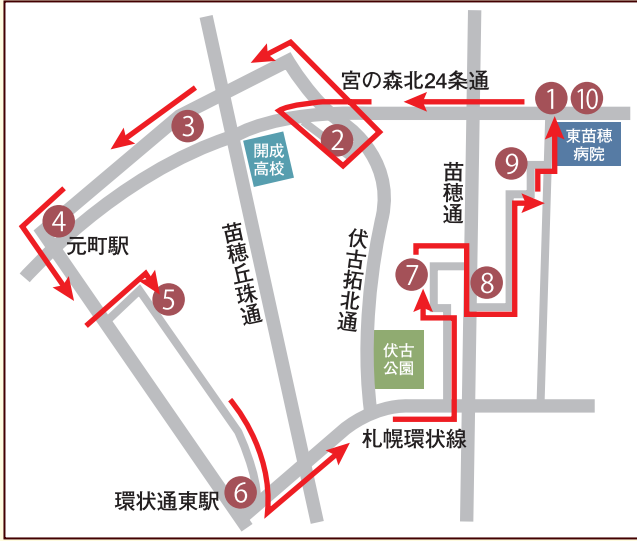 宮の森北24条通
1 10
東苗穂
病院
3
2
開成
高校
9
苗穂通
4
元町駅
苗穂丘珠通
伏古拓北通
7
8
5
伏古
公園
札幌環状線
6
環状通東駅